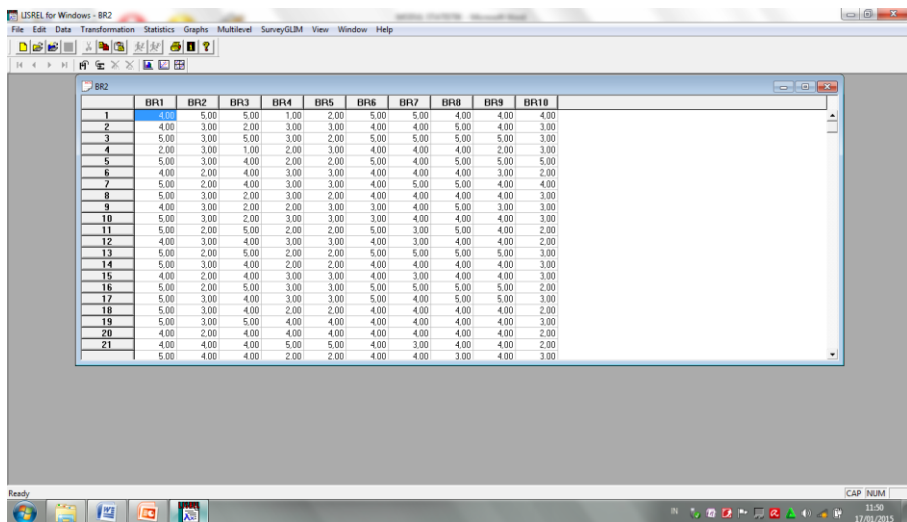 LISREL for Windows - BR2
File Edit Data Transformation Statistics Graphs Multilevel SurveyGLIM View Window Help
BR2
BR1 BR2 BR3 BR4 BR5 BR6 BR7 BR8 BR9 BR10
1 4,00 5,00 5,00 1,00 2,00 5,00 5,00 4,00 4,00 4,00
2 4,00 3,00 2,00 3,00 3,00 4,00 4,00 5,00 4,00 3,00
3 5,00 3,00 5,00 3,00 5,00 5,00 5,00 5,00 5,00 3,00
4 2,00 3,00 1,00 2,00 3,00 4,00 4,00 4,00 2,00 3,00
5 5,00 3,00 4,00 2,00 2,00 5,00 4,00 5,00 5,00 5,00
6 4,00 2,00 4,00 3,00 3,00 4,00 4,00 4,00 3,00 2,00
7 5,00 2,00 4,00 3,00 3,00 4,00 5,00 5,00 4,00 4,00
8 5,00 3,00 2,00 3,00 2,00 4,00 4,00 4,00 4,00 3,00
9 4,00 3,00 2,00 2,00 3,00 3,00 4,00 5,00 3,00 3,00
10 5,00 3,00 2,00 3,00 3,00 3,00 4,00 4,00 4,00 3,00
11 5,00 2,00 5,00 2,00 2,00 5,00 3,00 5,00 4,00 2,00
12 4,00 3,00 4,00 3,00 3,00 4,00 3,00 4,00 4,00 2,00
13 5,00 2,00 5,00 2,00 2,00 5,00 5,00 5,00 5,00 3,00
14 5,00 3,00 4,00 2,00 2,00 4,00 4,00 4,00 4,00 3,00
15 4,00 2,00 4,00 3,00 3,00 4,00 3,00 4,00 4,00 3,00
16 5,00 2,00 5,00 3,00 3,00 5,00 5,00 5,00 5,00 2,00
17 5,00 3,00 4,00 3,00 3,00 5,00 4,00 5,00 5,00 3,00
18 5,00 3,00 4,00 2,00 2,00 4,00 4,00 4,00 4,00 2,00
19 5,00 3,00 5,00 4,00 4,00 4,00 4,00 4,00 4,00 3,00
20 4,00 2,00 4,00 4,00 4,00 4,00 4,00 4,00 4,00 2,00
21 4,00 4,00 4,00 5,00 5,00 4,00 3,00 4,00 4,00 2,00
5,00 4,00 4,00 2,00 2,00 4,00 4,00 3,00 4,00 3,00
Ready CAP NUM
IN 11:50
17/01/2015